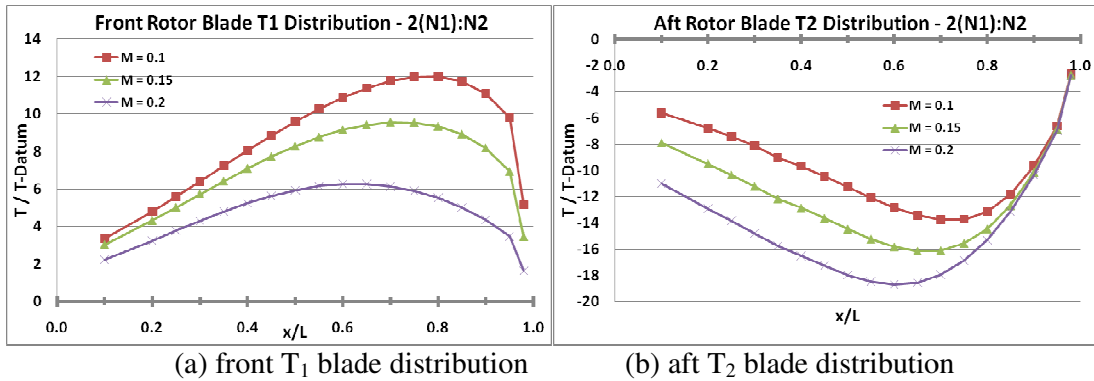 Front Rotor Blade T1 Distribution - 2(N1):N2
14
12
10
8
6
4
2
0
T / T-Datum
M = 0.1
M = 0.15
M = 0.2
0.0 0.2 0.4 0.6 0.8 1.0
x/L
Aft Rotor Blade T2 Distribution - 2(N1):N2
0
-2
-4
-6
-8
-10
-12
-14
-16
-18
-20
T / T-Datum
0.0 0.2 0.4 0.6 0.8 1.0
M = 0.1
M = 0.15
M = 0.2
x/L
(a) front T1 blade distribution
(b) aft T2 blade distribution